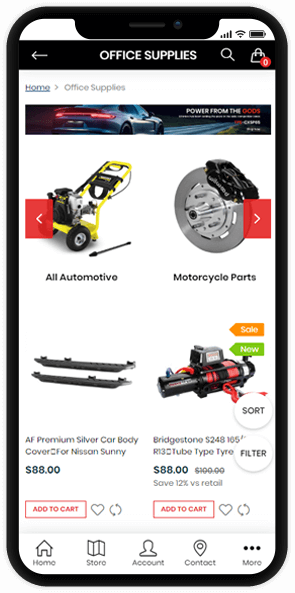 OFFICE SUPPLIES
0
Home > Office Supplies
POWER FROM THE GODS
All Automotive
Motorcycle Parts
Sale
New
SORT
AF Premium Silver Car Body
Cover▯For Nissan Sunny
$88.00
Bridgestone S248 165/
R13▯Tube Type Tyre
$88.00 $100.00
Save 12% vs retail
FILTER
ADD TO CART
ADD TO CART
Home
Store
Account
Contact
More